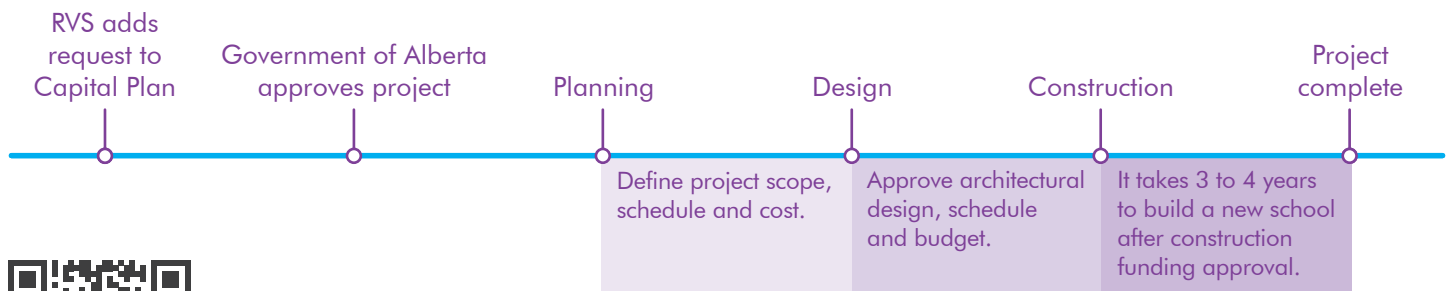 RVS adds
request to
Capital Plan
Government of Alberta
approves project
Planning
Design
Construction
Project
complete
Define project scope,
schedule and cost.
Approve architectural
design, schedule
and budget.
It takes 3 to 4 years
to build a new school
after construction
funding approval.